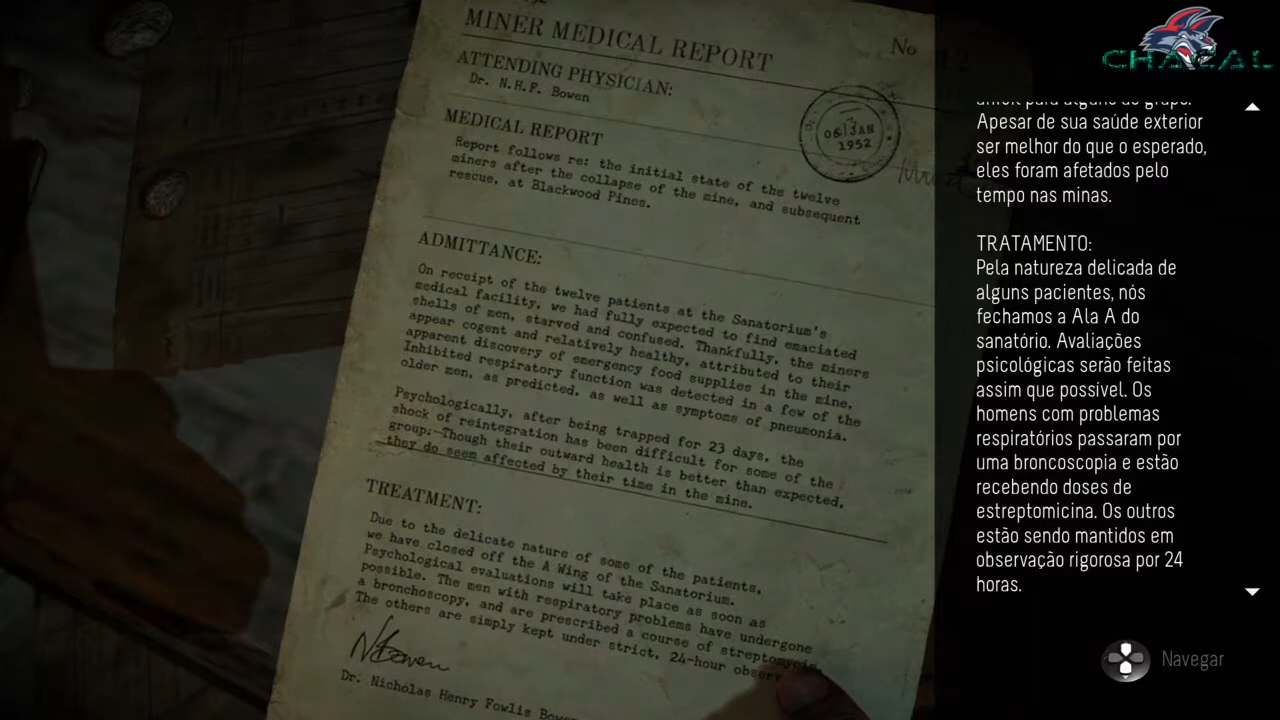 MINER MEDICAL REPORT
No
ATTENDING PHYSICIAN:
Dr. N.H.F. Bowen
MEDICAL REPORT
06 JAN
1952
Report follows re: the initial state of the twelve
miners after the collapse of the mine, and subsequent
rescue, at Blackwood Pines.
ADMITTANCE:
On receipt of the twelve patients at the Sanatorium's
medical facility, we had fully expected to find emaciated
shells of men, starved and confused. Thankfully, the miners
appear cogent and relatively healthy, attributed to their
apparent discovery of emergency food supplies in the mine.
Inhibited respiratory function was detected in a few of the
older men, as predicted, as well as symptoms of pneumonia.
Psychologically, after being trapped for 23 days, the
shock of reintegration has been difficult for some of the
group. Though their outward health is better than expected,
they do seem affected by their time in the mine.
TREATMENT:
Due to the delicate nature of some of the patients,
we have closed off the A Wing of the Sanatorium.
Psychological evaluations will take place as soon as
possible. The men with respiratory problems have undergone
a bronchoscopy, and are prescribed a course of streptomycin.
The others are simply kept under strict, 24-hour observ
NBowen
Dr. Nicholas Henry Fowlis Bowen
CHACAL
Apesar de sua saúde exterior
ser melhor do que o esperado,
eles foram afetados pelo
tempo nas minas.
TRATAMENTO:
Pela natureza delicada de
alguns pacientes, nós
fechamos a Ala A do
sanatório. Avaliações
psicológicas serão feitas
assim que possível. Os
homens com problemas
respiratórios passaram por
uma broncoscopia e estão
recebendo doses de
estreptomicina. Os outros
estão sendo mantidos em
observação rigorosa por 24
horas.
Navegar